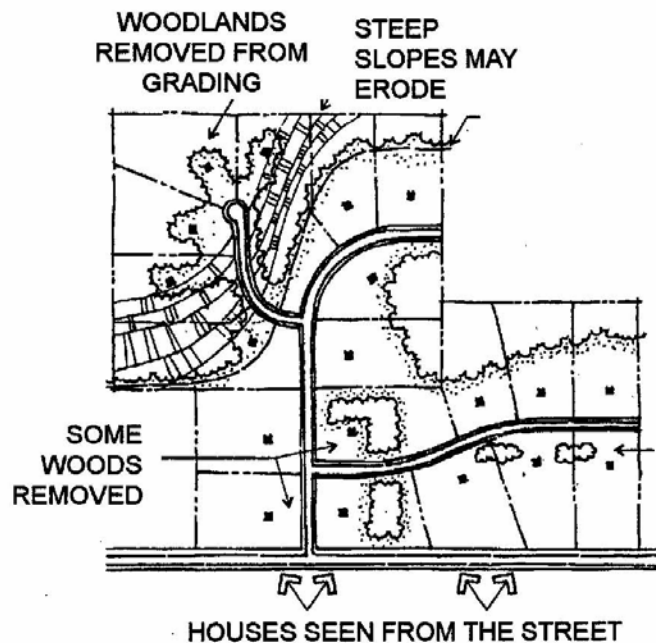 WOODLANDS
REMOVED FROM
GRADING
STEEP
SLOPES MAY
ERODE
SOME
WOODS
REMOVED
HOUSES SEEN FROM THE STREET